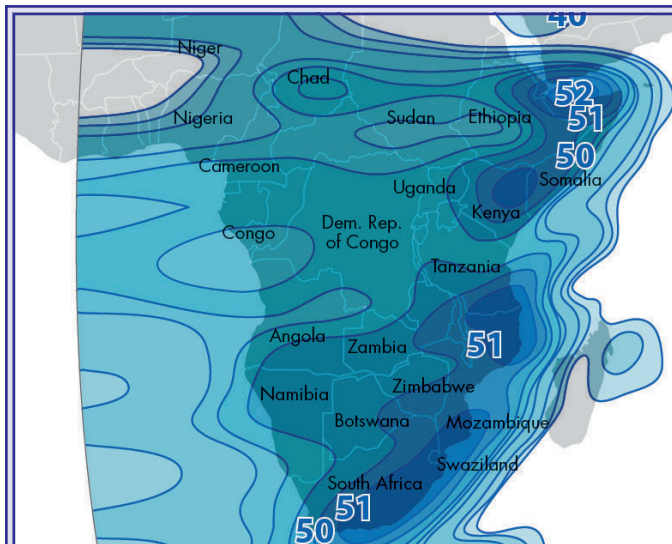 40
Niger
Chad
52
Nigeria
Sudan
Ethiopia
51
50
Cameroon
Uganda
Somalia
Kenya
Dem. Rep.
of Congo
Congo
Tanzania
Angola
Zambia
51
Namibia
Zimbabwe
Botswana
Mozambique
Swaziland
South Africa
51
50